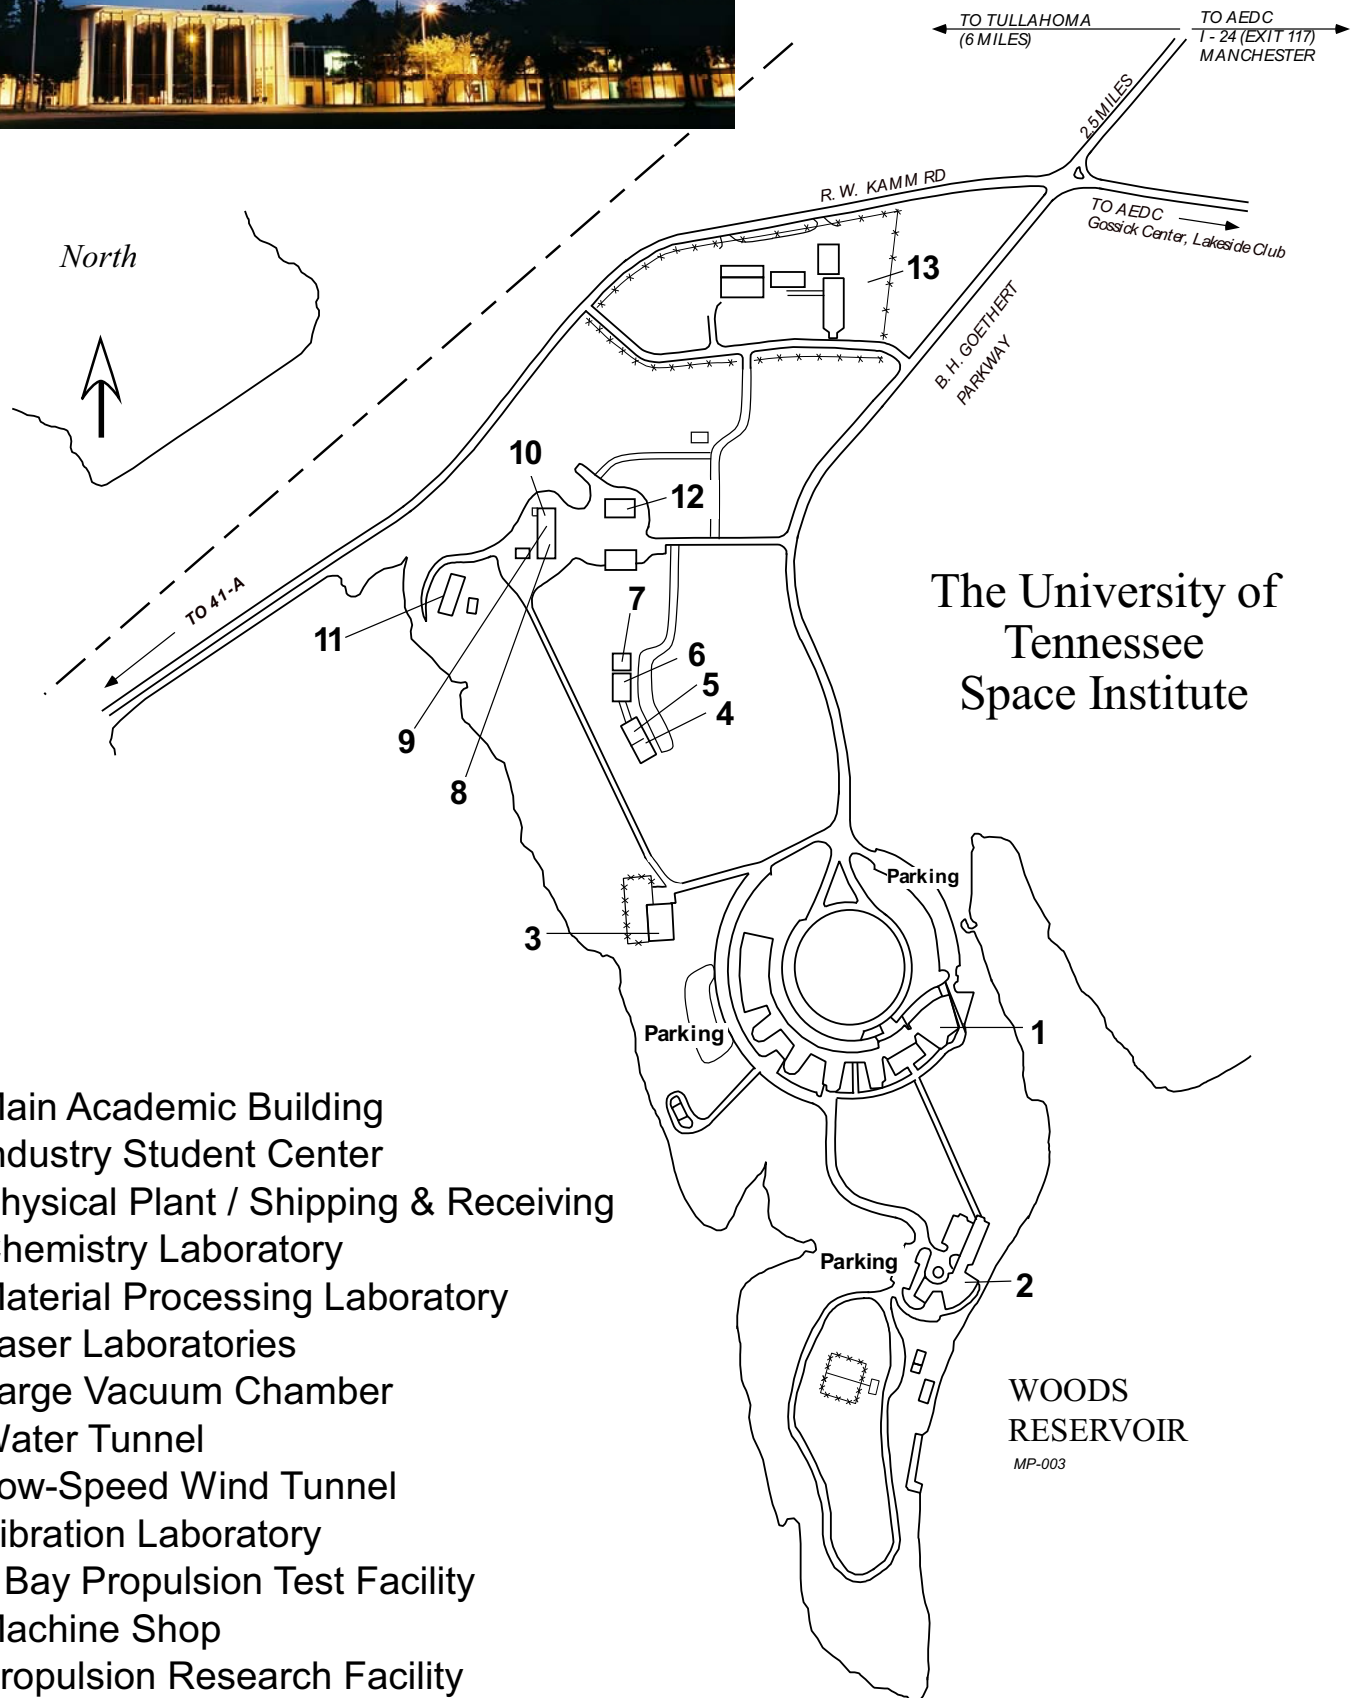 TO TULLAHOMA
(6 MILES)
TO AEDC
I - 24 (EXIT 117)
MANCHESTER
2.5 MILES
R. W. KAMM RD
TO AEDC
Gossick Center, Lakeside Club
North
13
B. H. GOETHERT
PARKWAY
10
12
TO 41-A
11
7
6
5
4
9
8
The University of
Tennessee
Space Institute
Parking
3
Parking
1
Parking
2
WOODS
RESERVOIR
MP-003
ain Academic Building
ndustry Student Center
hysical Plant / Shipping & Receiving
hemistry Laboratory
aterial Processing Laboratory
aser Laboratories
arge Vacuum Chamber
ater Tunnel
ow-Speed Wind Tunnel
ibration Laboratory
Bay Propulsion Test Facility
achine Shop
ropulsion Research Facility